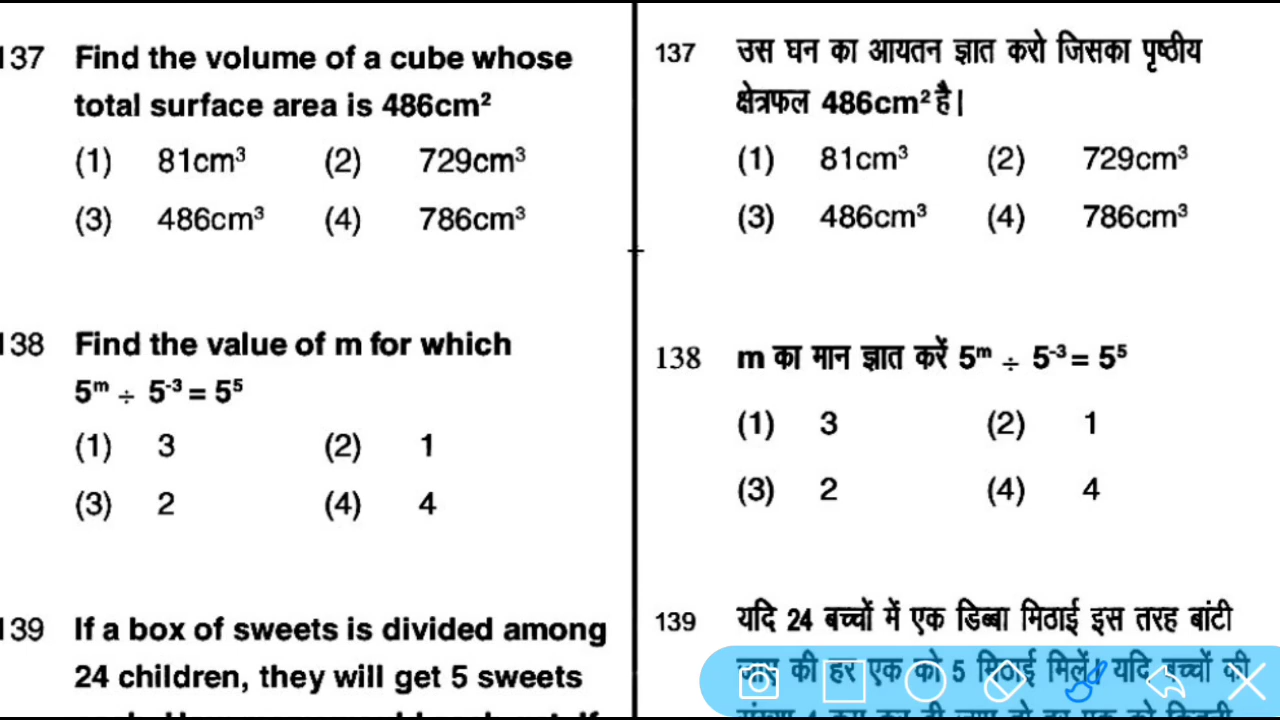 137 Find the volume of a cube whose
total surface area is 486cm²
(1) 81cm³ (2) 729cm³
(3) 486cm³ (4) 786cm³
138 Find the value of m for which
5ᵐ ÷ 5⁻³ = 5⁵
(1) 3 (2) 1
(3) 2 (4) 4
139 If a box of sweets is divided among
24 children, they will get 5 sweets
137 उस घन का आयतन ज्ञात करो जिसका पृष्ठीय
क्षेत्रफल 486cm² है।
(1) 81cm³ (2) 729cm³
(3) 486cm³ (4) 786cm³
138 m का मान ज्ञात करें 5ᵐ ÷ 5⁻³ = 5⁵
(1) 3 (2) 1
(3) 2 (4) 4
139 यदि 24 बच्चों में एक डिब्बा मिठाई इस तरह बांटी
की हर एक को 5 मिठाई मिलें। यदि बच्चों की